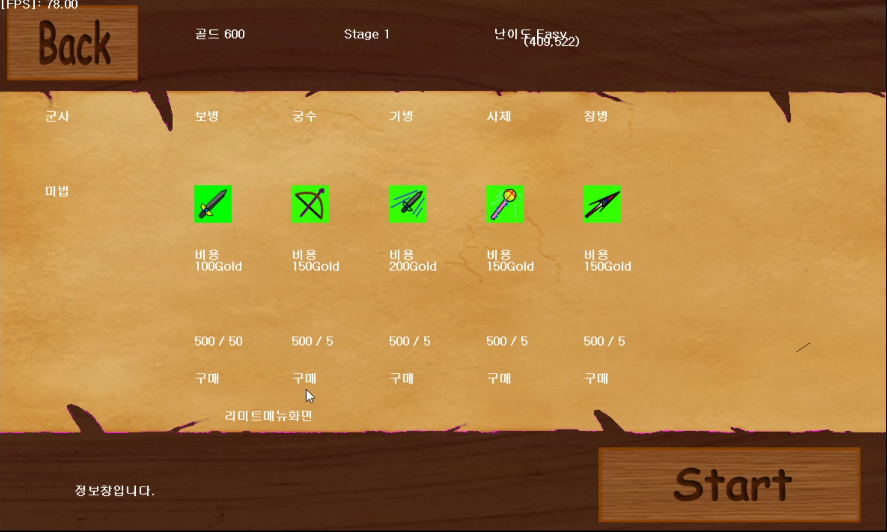 [FPS]: 78.00
Back
골드 600
Stage 1
난이도 Easy
(409,522)
군사
보병
궁수
기병
사제
창병
마법
비용
100Gold
비용
150Gold
비용
200Gold
비용
150Gold
비용
150Gold
500 / 50
500 / 5
500 / 5
500 / 5
500 / 5
구매
구매
구매
구매
구매
리미트메뉴화면
정보창입니다.
Start